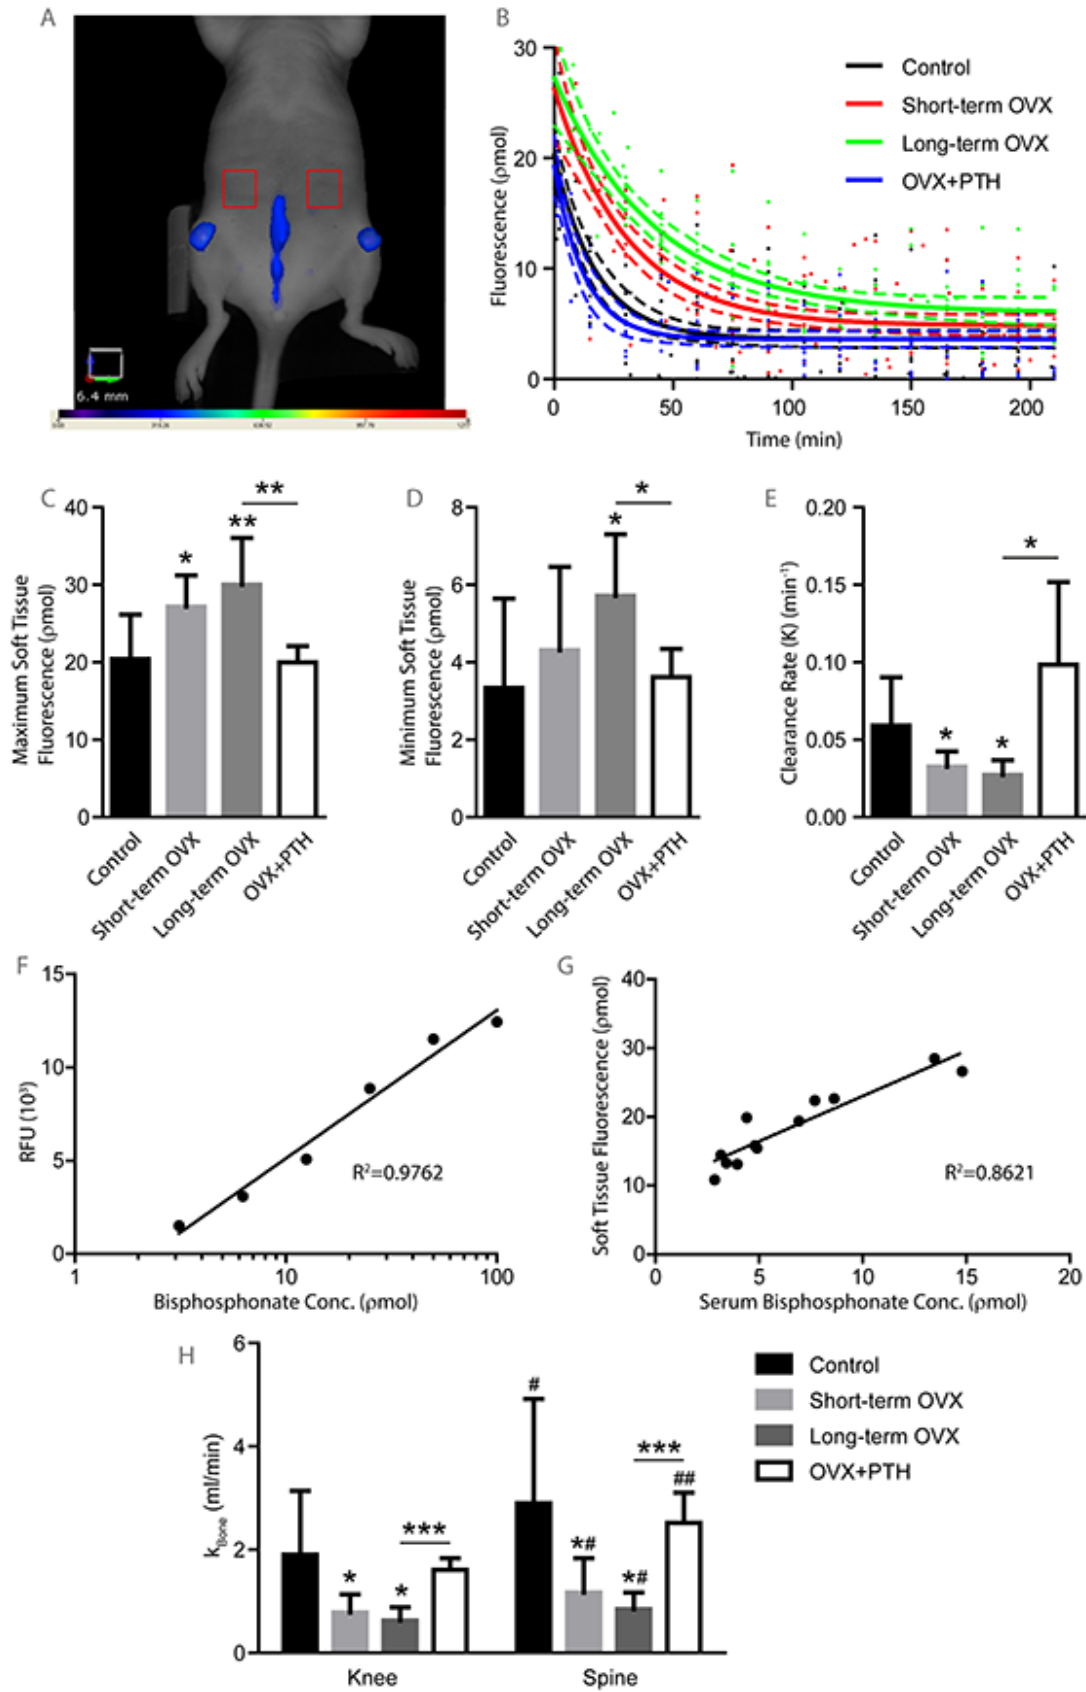 A
6.4 mm
B
Fluorescence (ρmol)
30
20
10
0
0
50
100
150
200
Time (min)
Control
Short-term OVX
Long-term OVX
OVX+PTH
C
Maximum Soft Tissue
Fluorescence (ρmol)
40
30
20
10
0
*
**
**
Control
Short-term OVX
Long-term OVX
OVX+PTH
D
Minimum Soft Tissue
Fluorescence (ρmol)
8
6
4
2
0
*
*
Control
Short-term OVX
Long-term OVX
OVX+PTH
E
Clearance Rate (K) (min⁻¹)
0.20
0.15
0.10
0.05
0.00
*
*
*
Control
Short-term OVX
Long-term OVX
OVX+PTH
F
RFU (10³)
15
10
5
0
1
10
100
R²=0.9762
Bisphosphonate Conc. (ρmol)
G
Soft Tissue Fluorescence (ρmol)
40
30
20
10
0
0
5
10
15
20
R²=0.8621
Serum Bisphosphonate Conc. (ρmol)
H
k_Bone (ml/min)
6
4
2
0
*
*
***
#
*#
*#
***
##
Knee
Spine
Control
Short-term OVX
Long-term OVX
OVX+PTH